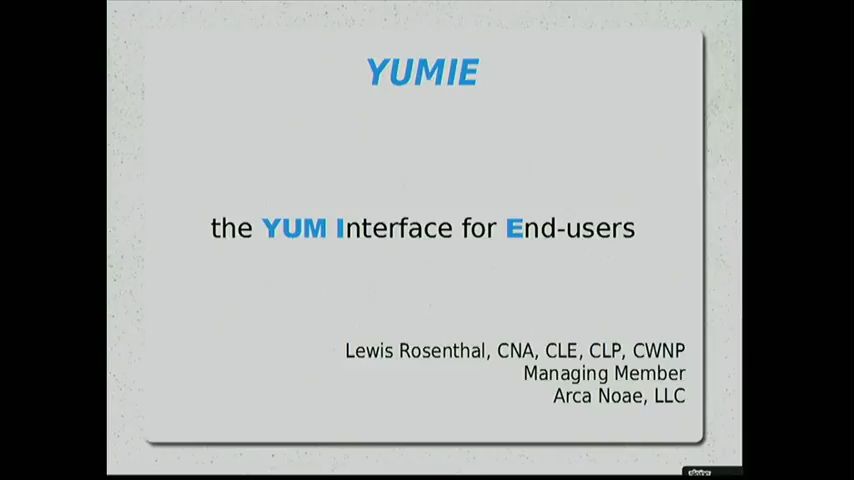 YUMIE
the YUM Interface for End-users
Lewis Rosenthal, CNA, CLE, CLP, CWNP
Managing Member
Arca Noae, LLC